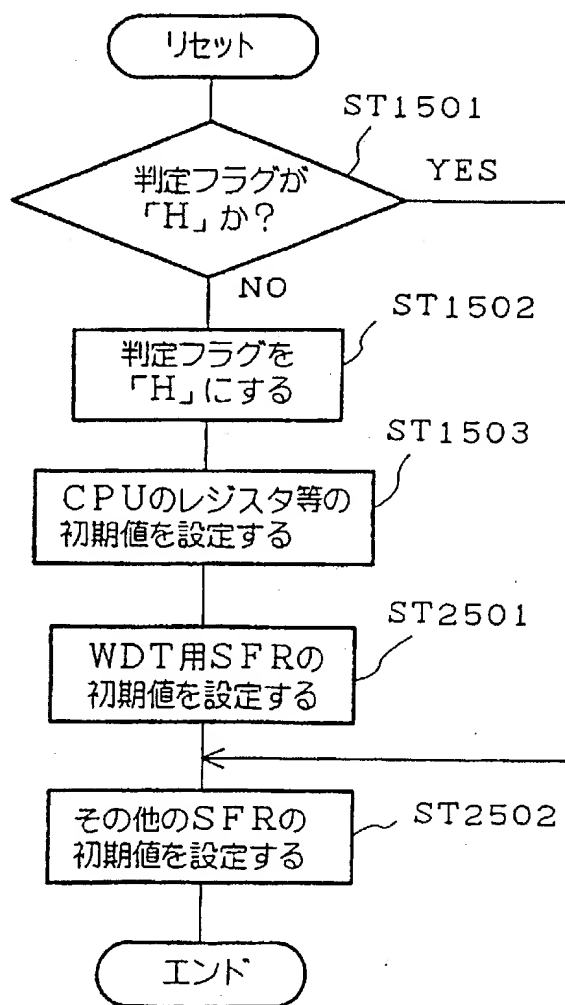 リセット
ST1501
判定フラグが
「H」か?
YES
NO
ST1502
判定フラグを
「H」にする
ST1503
CPUのレジスタ等の
初期値を設定する
ST2501
WDT用SFRの
初期値を設定する
その他のSFRの
初期値を設定する
ST2502
エンド